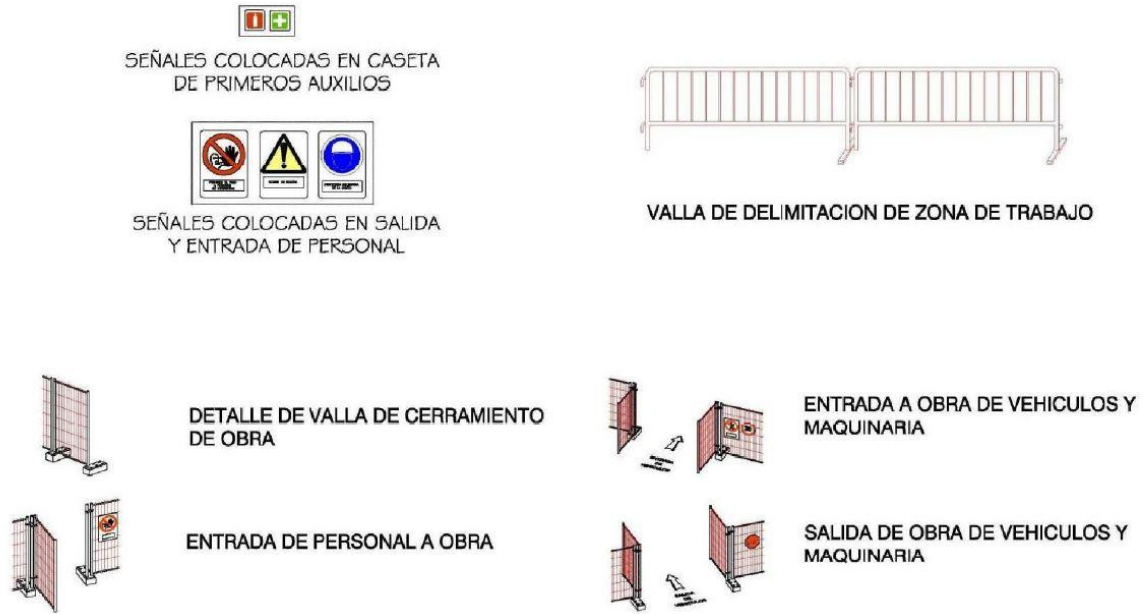 SEÑALES COLOCADAS EN CASETA
DE PRIMEROS AUXILIOS
SEÑALES COLOCADAS EN SALIDA
Y ENTRADA DE PERSONAL
VALLA DE DELIMITACION DE ZONA DE TRABAJO
DETALLE DE VALLA DE CERRAMIENTO
DE OBRA
ENTRADA A OBRA DE VEHICULOS Y
MAQUINARIA
ENTRADA DE PERSONAL A OBRA
SALIDA DE OBRA DE VEHICULOS Y
MAQUINARIA